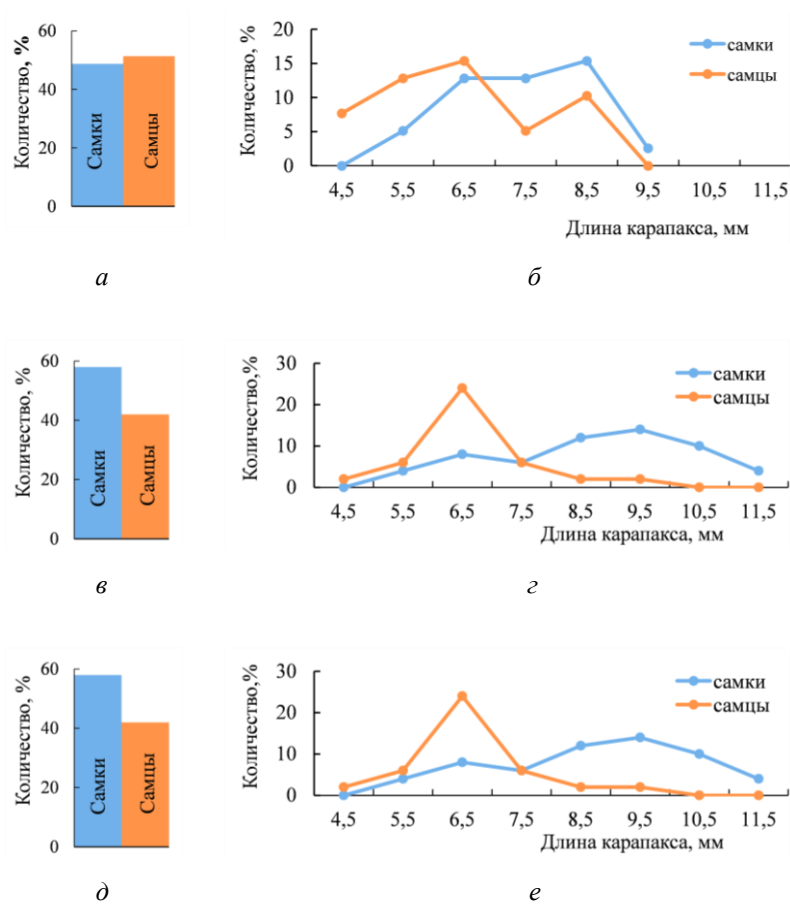 Количество, %
60
40
20
0
Самки
Самцы
Количество, %
20
15
10
5
0
самки
самцы
4,5 5,5 6,5 7,5 8,5 9,5 10,5 11,5
Длина карапакса, мм
а б
Количество, %
60
40
20
0
Самки
Самцы
Количество,%
30
20
10
0
самки
самцы
4,5 5,5 6,5 7,5 8,5 9,5 10,5 11,5
Длина карапакса, мм
в г
Количество, %
60
40
20
0
Самки
Самцы
Количество,%
30
20
10
0
самки
самцы
4,5 5,5 6,5 7,5 8,5 9,5 10,5 11,5
Длина карапакса, мм
д е